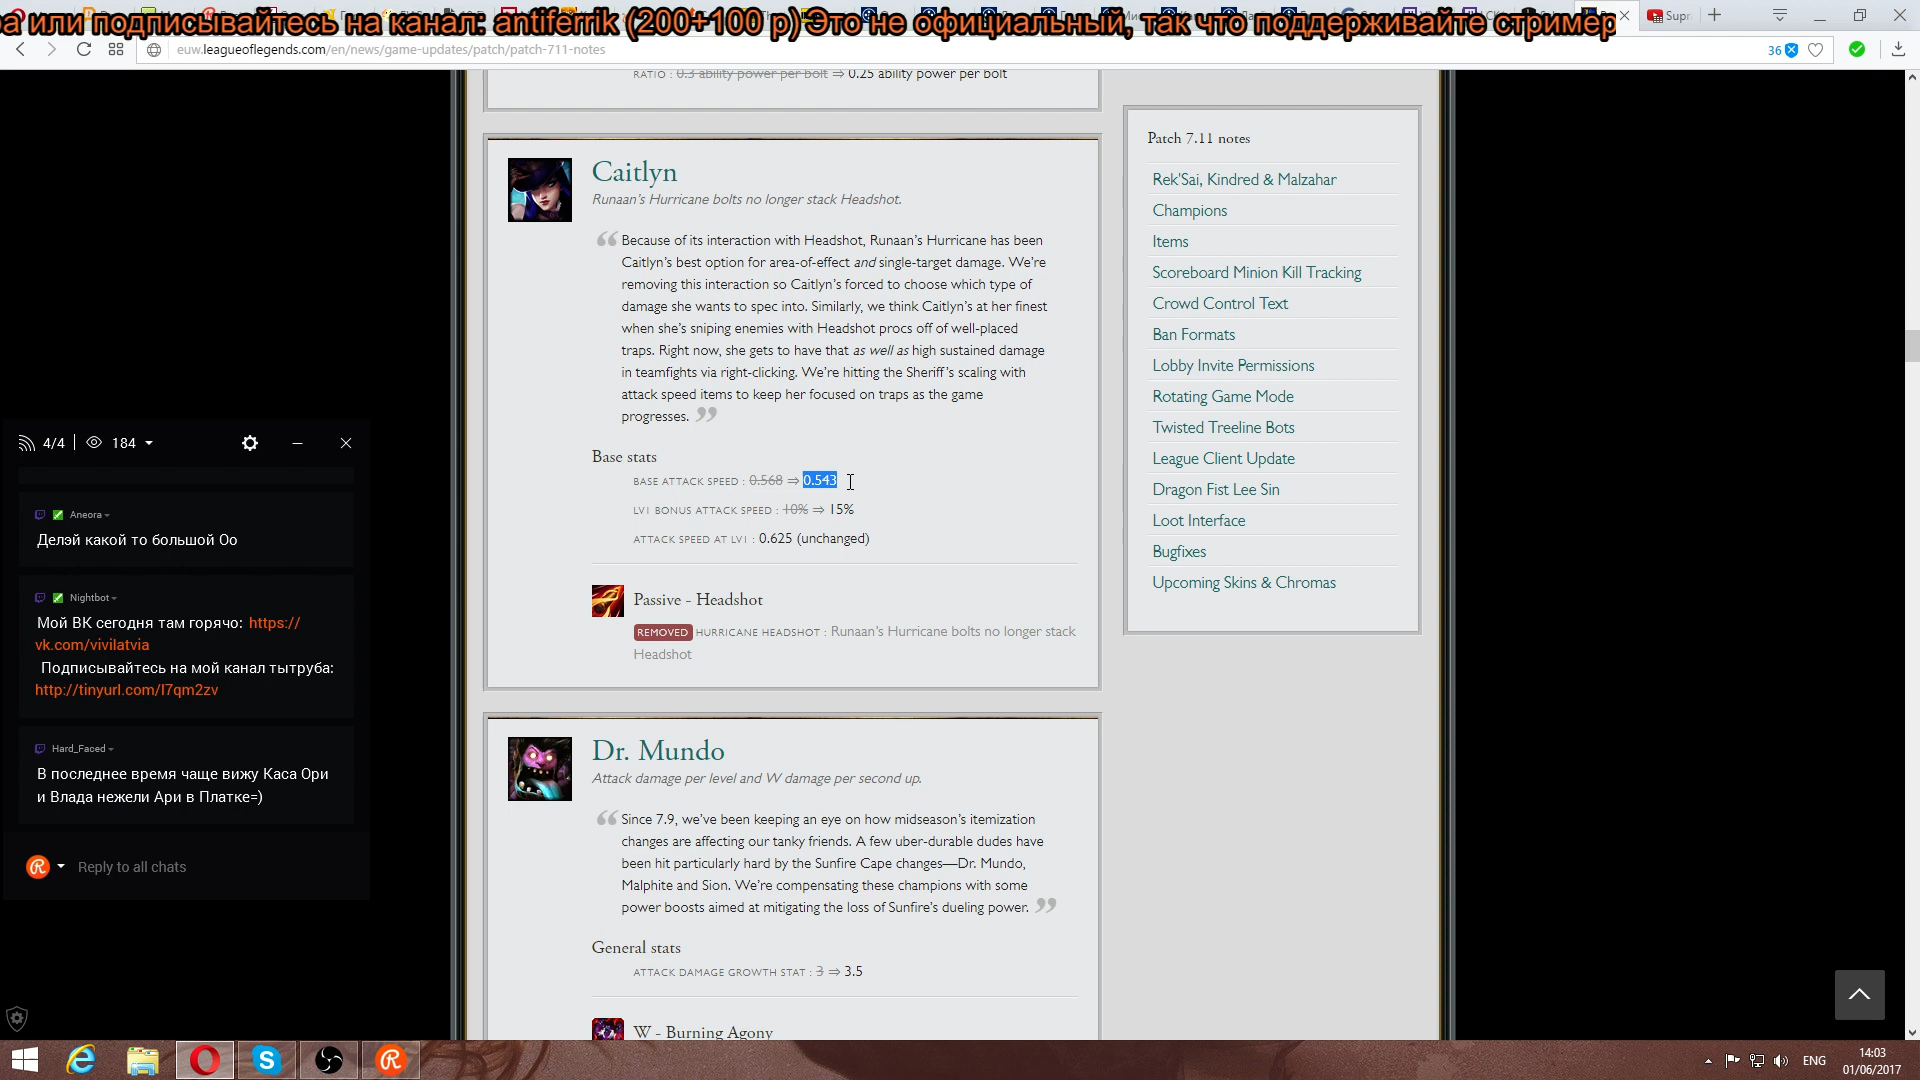 а или подписывайтесь на канал: antiferrik (200+100 р) Это не официальный, так что поддерживайте стример
Supr
euw.leagueoflegends.com/en/news/game-updates/patch/patch-711-notes
36
RATIO : 0.3 ability power per bolt ⇒ 0.25 ability power per bolt
Caitlyn
Runaan's Hurricane bolts no longer stack Headshot.
Because of its interaction with Headshot, Runaan's Hurricane has been
Caitlyn's best option for area-of-effect and single-target damage. We're
removing this interaction so Caitlyn's forced to choose which type of
damage she wants to spec into. Similarly, we think Caitlyn's at her finest
when she's sniping enemies with Headshot procs off of well-placed
traps. Right now, she gets to have that as well as high sustained damage
in teamfights via right-clicking. We're hitting the Sheriff's scaling with
attack speed items to keep her focused on traps as the game
progresses.
Base stats
BASE ATTACK SPEED : 0.568 ⇒ 0.543
LV1 BONUS ATTACK SPEED : 10% ⇒ 15%
ATTACK SPEED AT LV1 : 0.625 (unchanged)
Passive - Headshot
REMOVED HURRICANE HEADSHOT : Runaan's Hurricane bolts no longer stack
Headshot
Dr. Mundo
Attack damage per level and W damage per second up.
Since 7.9, we've been keeping an eye on how midseason's itemization
changes are affecting our tanky friends. A few uber-durable dudes have
been hit particularly hard by the Sunfire Cape changes—Dr. Mundo,
Malphite and Sion. We're compensating these champions with some
power boosts aimed at mitigating the loss of Sunfire's dueling power.
General stats
ATTACK DAMAGE GROWTH STAT : 3 ⇒ 3.5
W - Burning Agony
Patch 7.11 notes
Rek'Sai, Kindred & Malzahar
Champions
Items
Scoreboard Minion Kill Tracking
Crowd Control Text
Ban Formats
Lobby Invite Permissions
Rotating Game Mode
Twisted Treeline Bots
League Client Update
Dragon Fist Lee Sin
Loot Interface
Bugfixes
Upcoming Skins & Chromas
4/4 184
Aneora
Делэй какой то большой Оо
Nightbot
Мой ВК сегодня там горячо: https://
vk.com/vivilatvia
Подписывайтесь на мой канал тытруба:
http://tinyurl.com/l7qm2zv
Hard_Faced
В последнее время чаще вижу Каса Ори
и Влада нежели Ари в Платке=)
Reply to all chats
ENG
14:03
01/06/2017